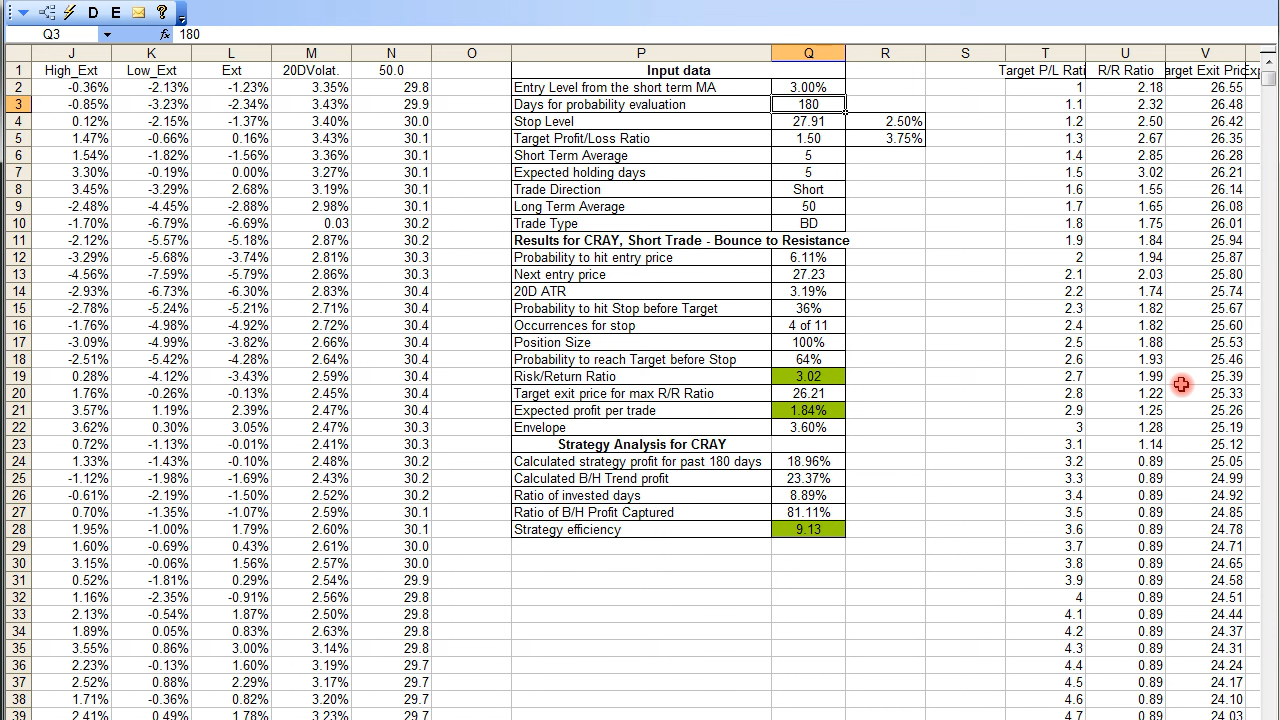 D E ?
Q3 fx 180
J K L M N O P Q R S T U V
1 High_Ext Low_Ext Ext 20DVolat. 50.0 Input data Target P/L Rati R/R Ratio arget Exit Pric
2 -0.36% -2.13% -1.23% 3.35% 29.8 Entry Level from the short term MA 3.00% 1 2.18 26.55
3 -0.85% -3.23% -2.34% 3.43% 29.9 Days for probability evaluation 180 1.1 2.32 26.48
4 0.12% -2.15% -1.37% 3.40% 30.0 Stop Level 27.91 2.50% 1.2 2.50 26.42
5 1.47% -0.66% 0.16% 3.43% 30.1 Target Profit/Loss Ratio 1.50 3.75% 1.3 2.67 26.35
6 1.54% -1.82% -1.56% 3.36% 30.1 Short Term Average 5 1.4 2.85 26.28
7 3.30% -0.19% 0.00% 3.27% 30.1 Expected holding days 5 1.5 3.02 26.21
8 3.45% -3.29% 2.68% 3.19% 30.1 Trade Direction Short 1.6 1.55 26.14
9 -2.48% -4.45% -2.88% 2.98% 30.1 Long Term Average 50 1.7 1.65 26.08
10 -1.70% -6.79% -6.69% 0.03 30.2 Trade Type BD 1.8 1.75 26.01
11 -2.12% -5.57% -5.18% 2.87% 30.2 Results for CRAY, Short Trade - Bounce to Resistance 1.9 1.84 25.94
12 -3.29% -5.68% -3.74% 2.81% 30.3 Probability to hit entry price 6.11% 2 1.94 25.87
13 -4.56% -7.59% -5.79% 2.86% 30.3 Next entry price 27.23 2.1 2.03 25.80
14 -2.93% -6.73% -6.30% 2.83% 30.4 20D ATR 3.19% 2.2 1.74 25.74
15 -2.78% -5.24% -5.21% 2.71% 30.4 Probability to hit Stop before Target 36% 2.3 1.82 25.67
16 -1.76% -4.98% -4.92% 2.72% 30.4 Occurrences for stop 4 of 11 2.4 1.82 25.60
17 -3.09% -4.99% -3.82% 2.66% 30.4 Position Size 100% 2.5 1.88 25.53
18 -2.51% -5.42% -4.28% 2.64% 30.4 Probability to reach Target before Stop 64% 2.6 1.93 25.46
19 0.28% -4.12% -3.43% 2.59% 30.4 Risk/Return Ratio 3.02 2.7 1.99 25.39
20 1.76% -0.26% -0.13% 2.45% 30.4 Target exit price for max R/R Ratio 26.21 2.8 1.22 25.33
21 3.57% 1.19% 2.39% 2.47% 30.4 Expected profit per trade 1.84% 2.9 1.25 25.26
22 3.62% 0.30% 3.05% 2.47% 30.3 Envelope 3.60% 3 1.28 25.19
23 0.72% -1.13% -0.01% 2.41% 30.3 Strategy Analysis for CRAY 3.1 1.14 25.12
24 1.33% -1.43% -0.10% 2.48% 30.2 Calculated strategy profit for past 180 days 18.96% 3.2 0.89 25.05
25 -1.12% -1.98% -1.69% 2.43% 30.2 Calculated B/H Trend profit 23.37% 3.3 0.89 24.99
26 -0.61% -2.19% -1.50% 2.52% 30.2 Ratio of invested days 8.89% 3.4 0.89 24.92
27 0.70% -1.35% -1.07% 2.59% 30.1 Ratio of B/H Profit Captured 81.11% 3.5 0.89 24.85
28 1.95% -1.00% 1.79% 2.60% 30.1 Strategy efficiency 9.13 3.6 0.89 24.78
29 1.60% -0.69% 0.43% 2.61% 30.0 3.7 0.89 24.71
30 3.15% -0.06% 1.56% 2.57% 30.0 3.8 0.89 24.65
31 0.52% -1.81% 0.29% 2.54% 29.9 3.9 0.89 24.58
32 1.16% -2.35% -0.91% 2.56% 29.8 4 0.89 24.51
33 2.13% -0.54% 1.87% 2.50% 29.8 4.1 0.89 24.44
34 1.89% 0.05% 0.83% 2.63% 29.8 4.2 0.89 24.37
35 3.55% 0.86% 3.00% 3.14% 29.8 4.3 0.89 24.31
36 2.23% -0.13% 1.60% 3.19% 29.7 4.4 0.89 24.24
37 2.52% 0.88% 2.29% 3.17% 29.7 4.5 0.89 24.17
38 1.71% -0.36% 0.82% 3.20% 29.7 4.6 0.89 24.10
39 2.41% 0.49% 1.78% 3.23% 29.6 4.7 0.89 24.03